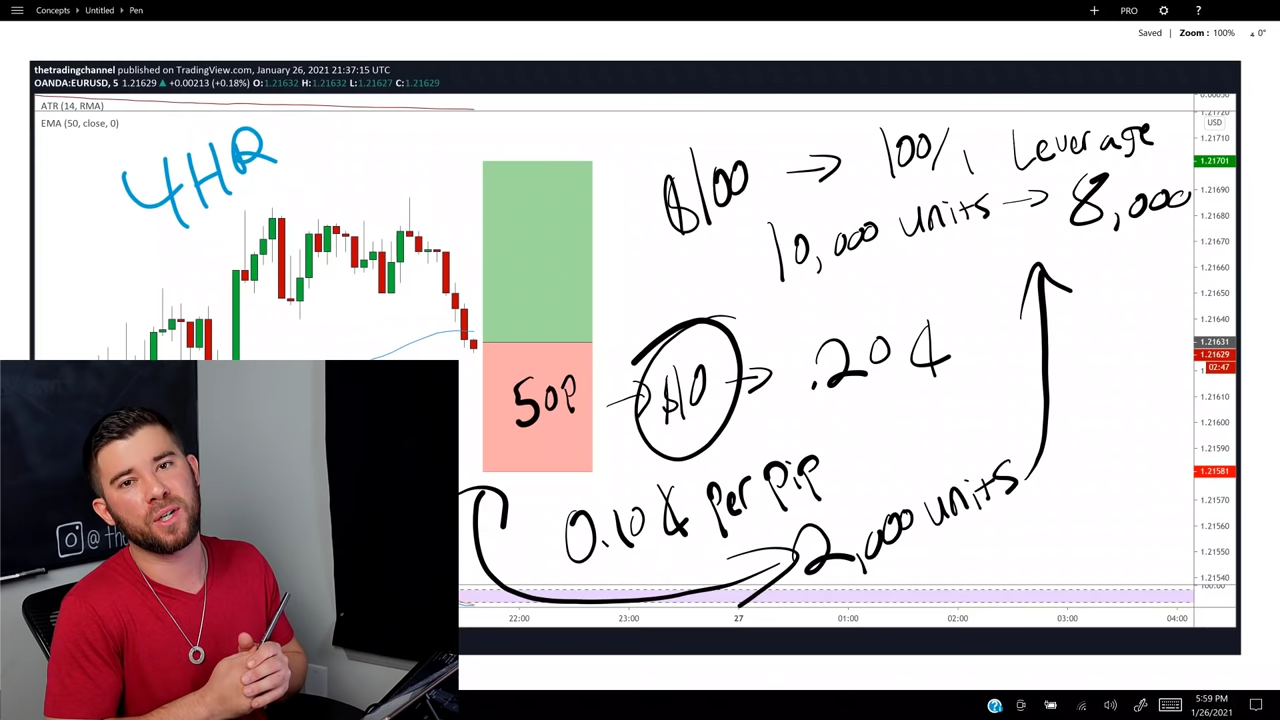 Concepts › Untitled › Pen
+ PRO ?
Saved | Zoom : 100% 0°
thetradingchannel published on TradingView.com, January 26, 2021 21:37:15 UTC
OANDA:EURUSD, 5 1.21629 ▲ +0.00213 (+0.18%) O:1.21632 H:1.21632 L:1.21627 C:1.21629
ATR (14, RMA)
EMA (50, close, 0)
USD
4HR
$100 → 100/1 Leverage
10,000 units → 8,000
50P → $10 → .20¢
0.10¢ per pip
2,000 units
1.21720
1.21710
1.21701
1.21690
1.21680
1.21670
1.21660
1.21650
1.21640
1.21631
1.21629
02:47
1.21610
1.21600
1.21590
1.21581
1.21570
1.21560
1.21550
1.21540
100.00
22:00 23:00 27 01:00 02:00 03:00 04:00
@ the
5:59 PM
1/26/2021